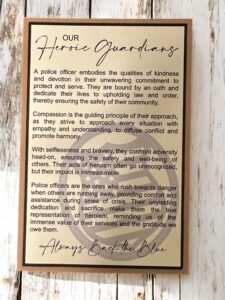 OUR
Heroic Guardians
A police officer embodies the qualities of kindness
and devotion in their unwavering commitment to
protect and serve. They are bound by an oath and
dedicate their lives to upholding law and order,
thereby ensuring the safety of their community.
Compassion is the guiding principle of their approach,
as they strive to approach every situation with
empathy and understanding, to diffuse conflict and
promote harmony.
With selflessness and bravery, they confront adversity
head-on, ensuring the safety and well-being of
others. Their acts of heroism often go unrecognized,
but their impact is immeasurable.
Police officers are the ones who rush towards danger
when others are running away, providing comfort and
assistance during times of crisis. Their unyielding
dedication and sacrifice make them the true
representation of heroism, reminding us of the
immense value of their services and the gratitude we
owe them.
Always Back the Blue